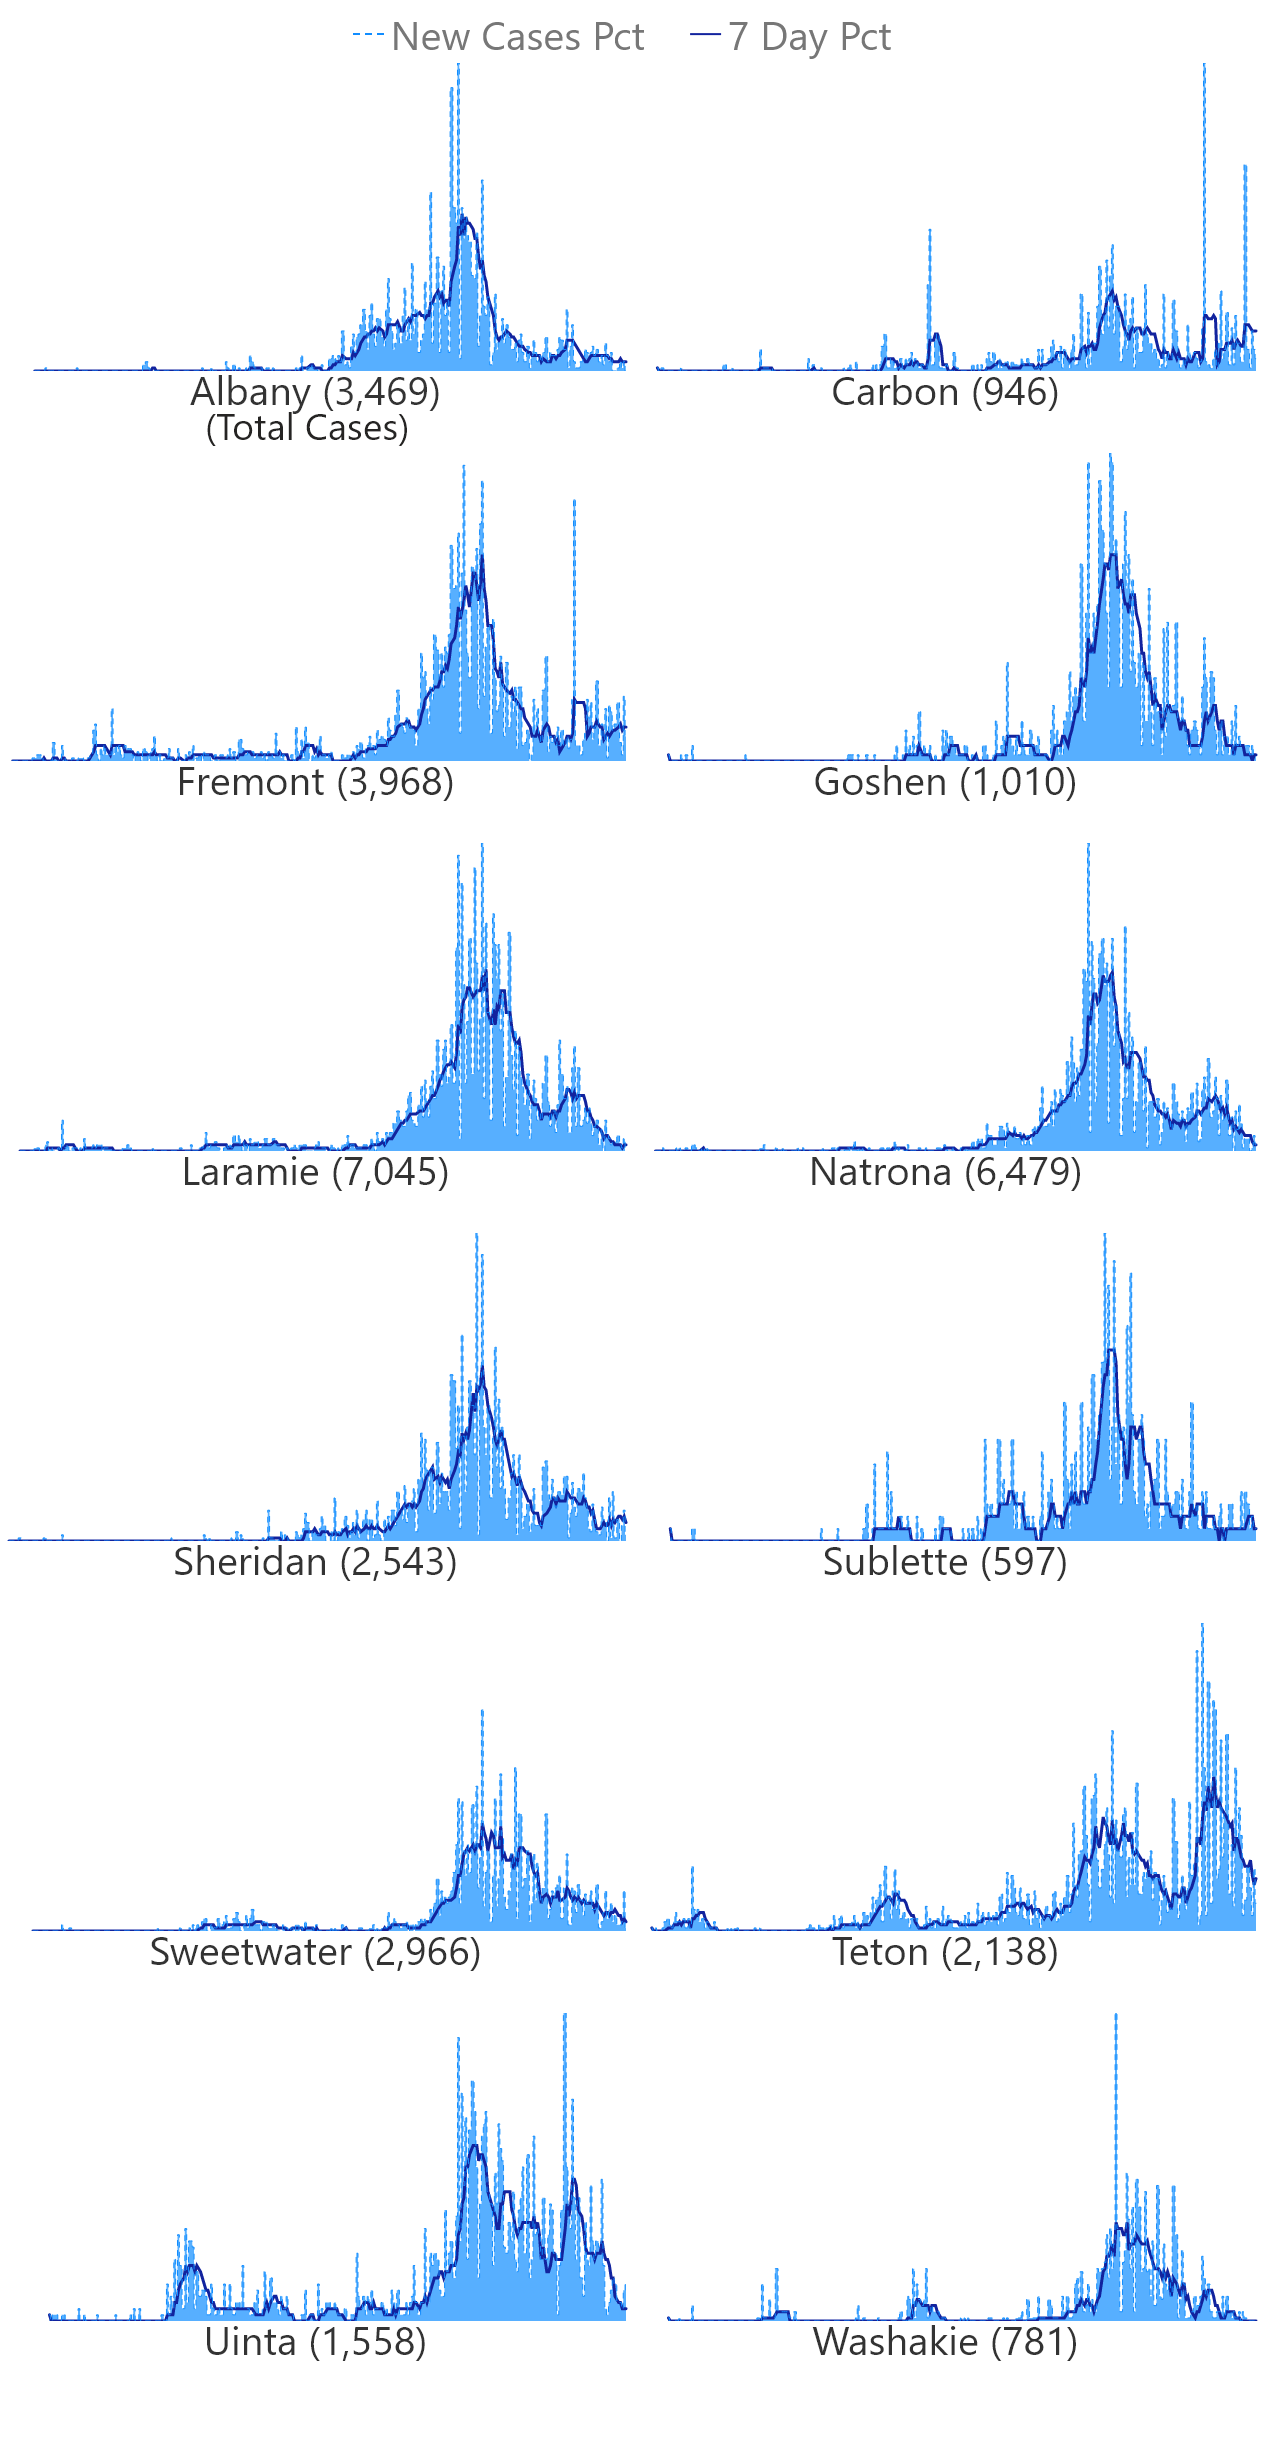 New Cases Pct 7 Day Pct
Albany (3,469) Carbon (946)
(Total Cases)
Fremont (3,968) Goshen (1,010)
Laramie (7,045) Natrona (6,479)
Sheridan (2,543) Sublette (597)
Sweetwater (2,966) Teton (2,138)
Uinta (1,558) Washakie (781)